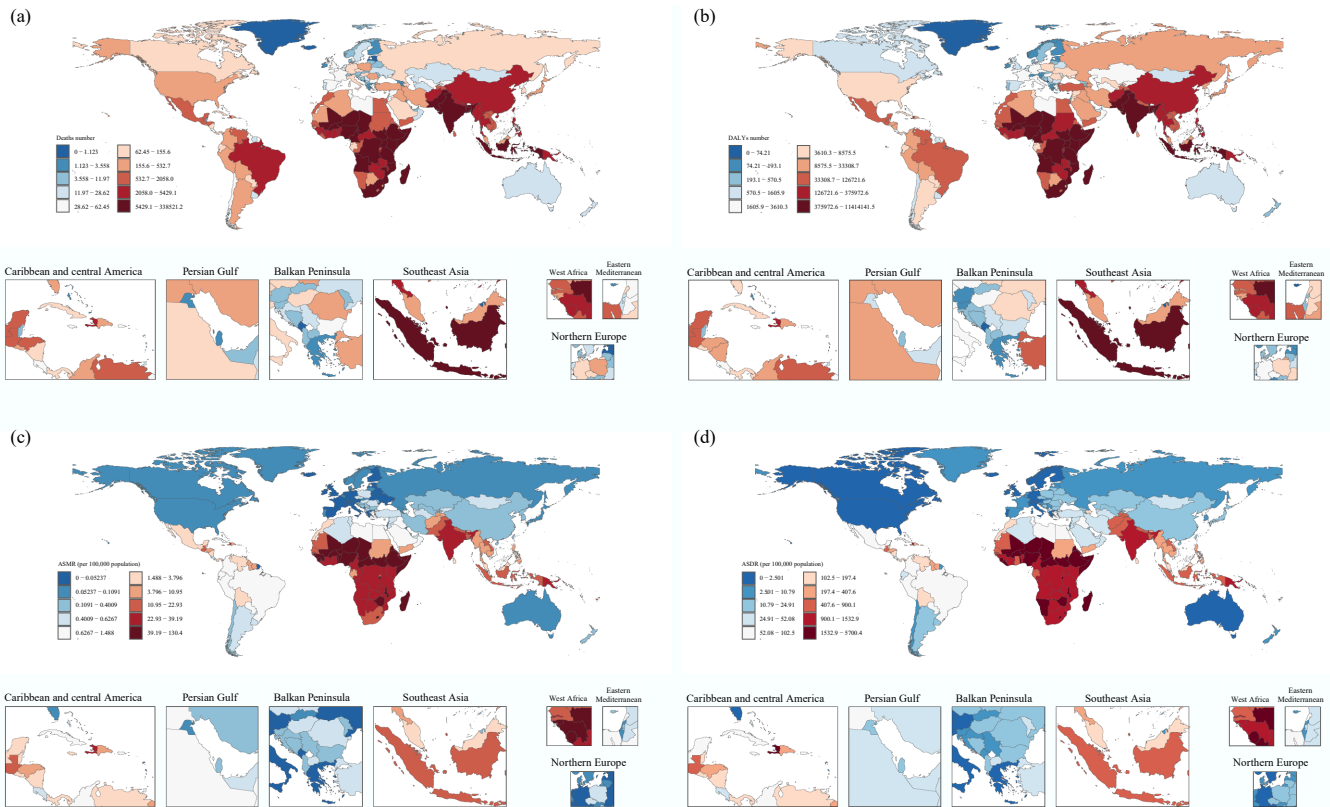 (a)
Deaths number
0 − 1.123
1.123 − 3.558
3.558 − 11.97
11.97 − 28.62
28.62 − 62.45
62.45 − 155.6
155.6 − 532.7
532.7 − 2058.0
2058.0 − 5429.1
5429.1 − 338521.2
Caribbean and central America
Persian Gulf
Balkan Peninsula
Southeast Asia
West Africa
Eastern
Mediterranean
Northern Europe
(b)
DALYs number
0 − 74.21
74.21 − 193.1
193.1 − 570.5
570.5 − 1605.9
1605.9 − 3610.3
3610.3 − 8575.5
8575.5 − 33308.7
33308.7 − 126721.6
126721.6 − 375972.6
375972.6 − 11414141.5
Caribbean and central America
Persian Gulf
Balkan Peninsula
Southeast Asia
West Africa
Eastern
Mediterranean
Northern Europe
(c)
ASMR (per 100,000 population)
0 − 0.05237
0.05237 − 0.1091
0.1091 − 0.4009
0.4009 − 0.6267
0.6267 − 1.488
1.488 − 3.796
3.796 − 10.95
10.95 − 22.93
22.93 − 39.19
39.19 − 130.4
Caribbean and central America
Persian Gulf
Balkan Peninsula
Southeast Asia
West Africa
Eastern
Mediterranean
Northern Europe
(d)
ASDR (per 100,000 population)
0 − 2.501
2.501 − 10.79
10.79 − 24.91
24.91 − 52.08
52.08 − 102.5
102.5 − 197.4
197.4 − 407.6
407.6 − 900.1
900.1 − 1532.9
1532.9 − 5700.4
Caribbean and central America
Persian Gulf
Balkan Peninsula
Southeast Asia
West Africa
Eastern
Mediterranean
Northern Europe